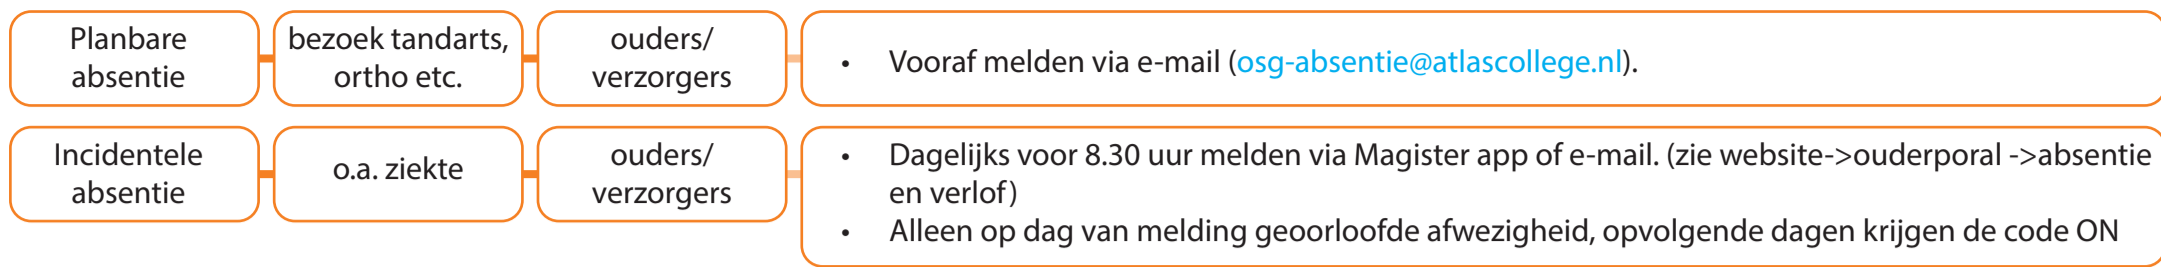 Planbare
absentie
bezoek tandarts,
ortho etc.
ouders/
verzorgers
• Vooraf melden via e-mail (osg-absentie@atlascollege.nl).
Incidentele
absentie
o.a. ziekte
ouders/
verzorgers
• Dagelijks voor 8.30 uur melden via Magister app of e-mail. (zie website->ouderporal ->absentie
en verlof)
• Alleen op dag van melding geoorloofde afwezigheid, opvolgende dagen krijgen de code ON